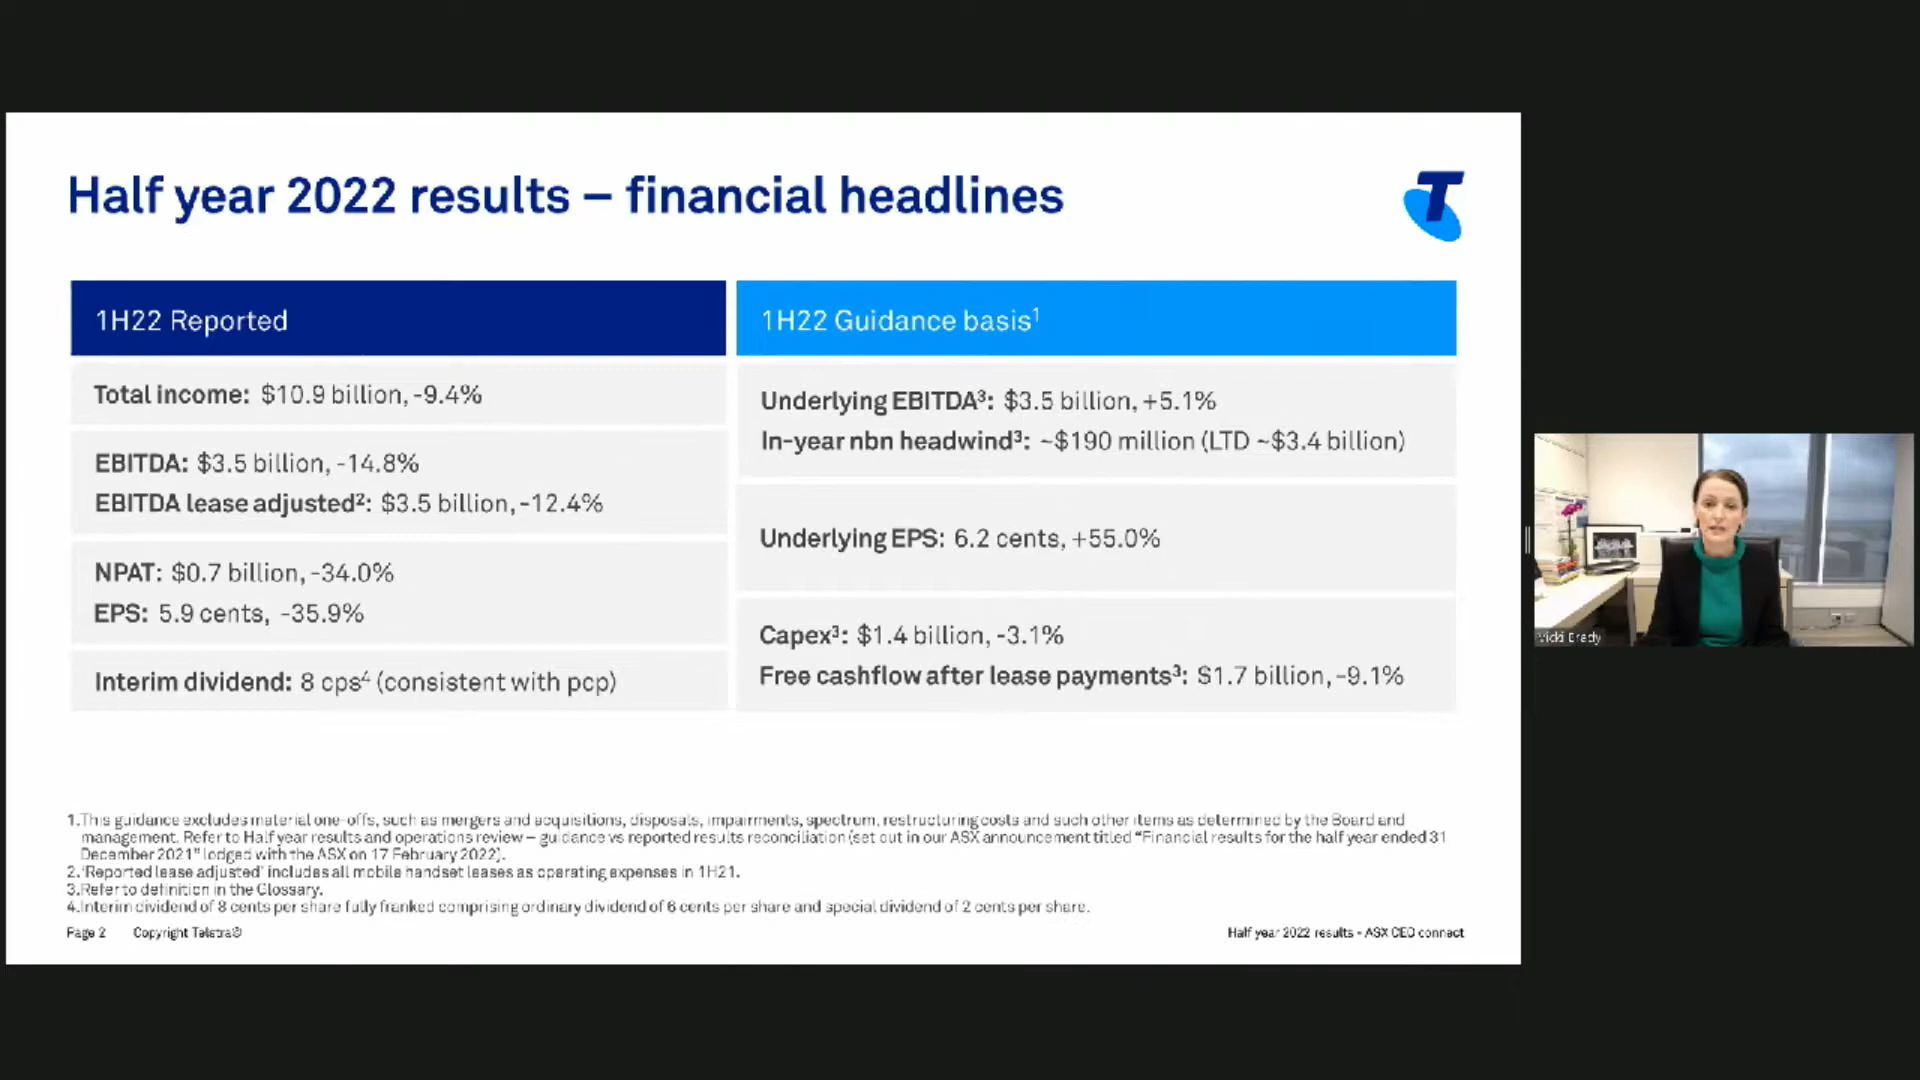 Half year 2022 results – financial headlines
1H22 Reported
Total income: $10.9 billion, -9.4%
EBITDA: $3.5 billion, -14.8%
EBITDA lease adjusted²: $3.5 billion, -12.4%
NPAT: $0.7 billion, -34.0%
EPS: 5.9 cents, -35.9%
Interim dividend: 8 cps⁴ (consistent with pcp)
1H22 Guidance basis¹
Underlying EBITDA³: $3.5 billion, +5.1%
In-year nbn headwind³: ~$190 million (LTD ~$3.4 billion)
Underlying EPS: 6.2 cents, +55.0%
Capex³: $1.4 billion, -3.1%
Free cashflow after lease payments³: $1.7 billion, -9.1%
1.This guidance excludes material one-offs, such as mergers and acquisitions, disposals, impairments, spectrum, restructuring costs and such other items as determined by the Board and
management. Refer to Half year results and operations review – guidance vs reported results reconciliation (set out in our ASX announcement titled “Financial results for the half year ended 31
December 2021” lodged with the ASX on 17 February 2022).
2.‘Reported lease adjusted’ includes all mobile handset leases as operating expenses in 1H21.
3.Refer to definition in the Glossary.
4.Interim dividend of 8 cents per share fully franked comprising ordinary dividend of 6 cents per share and special dividend of 2 cents per share.
Page 2
Copyright Telstra©
Half year 2022 results - ASX CEO connect
Vicki Brady